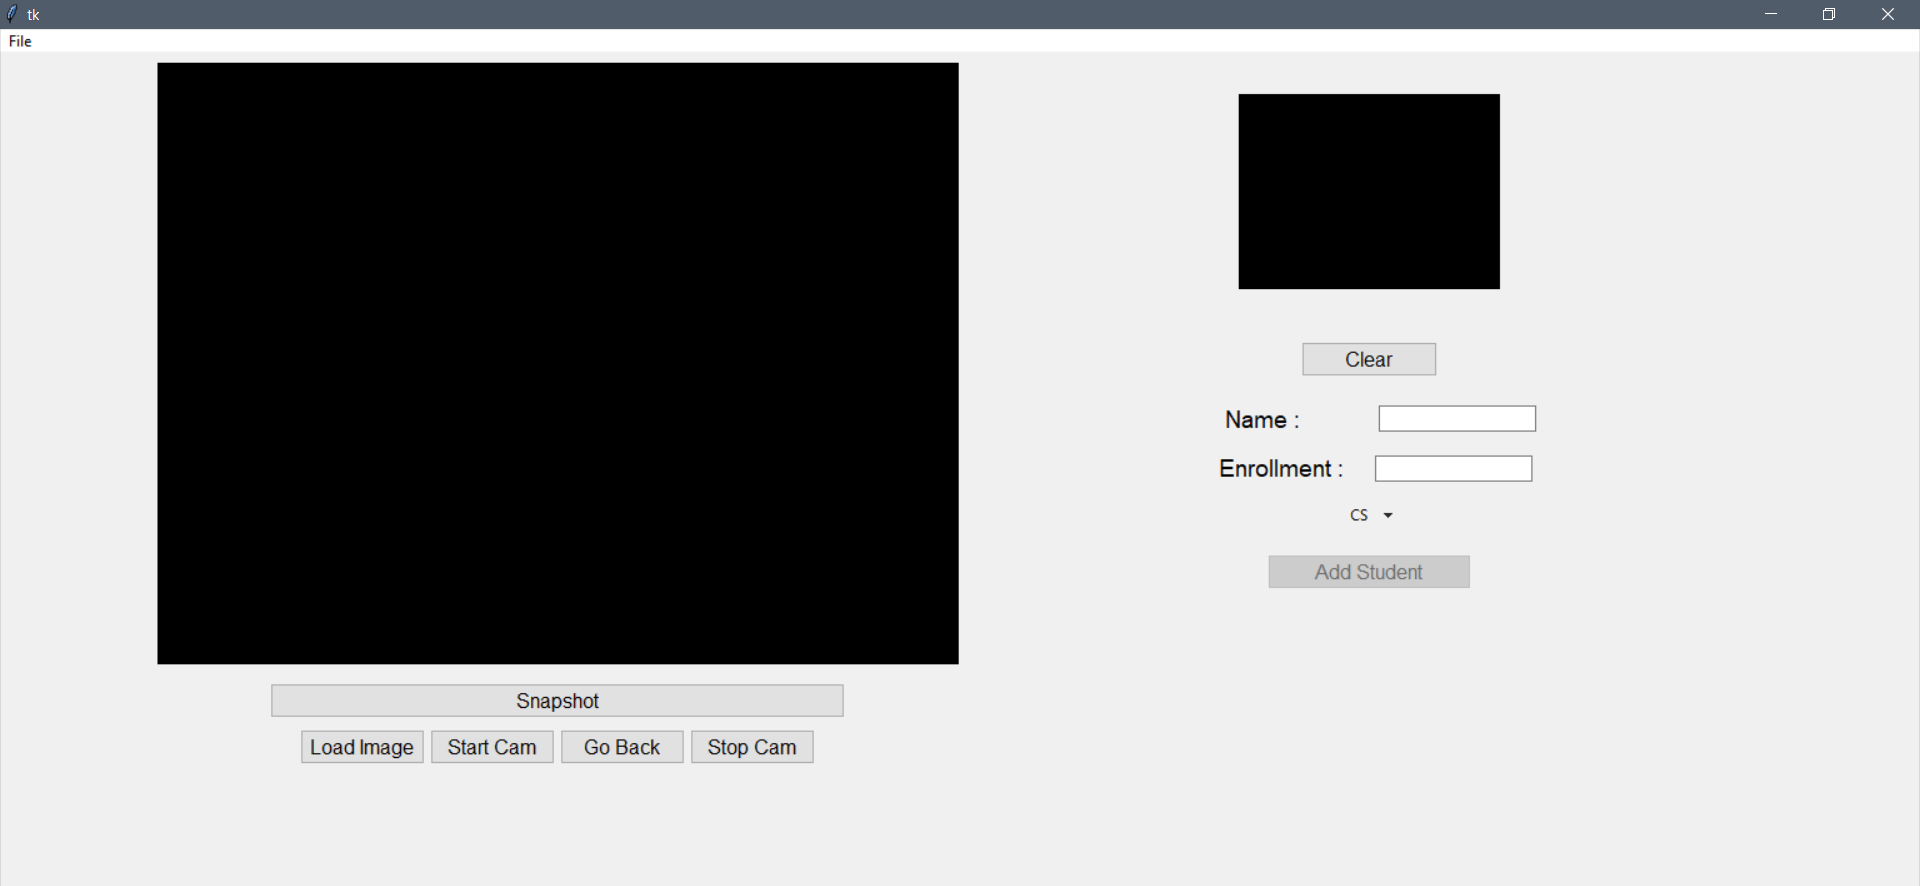 tk
File
Clear
Name :
Enrollment :
CS
Add Student
Snapshot
Load Image Start Cam Go Back Stop Cam